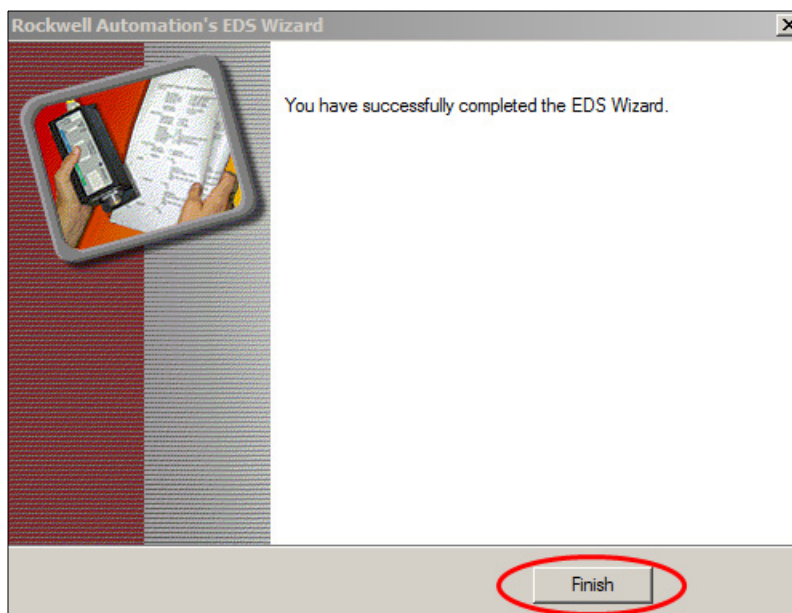 Rockwell Automation's EDS Wizard
You have successfully completed the EDS Wizard.
Finish